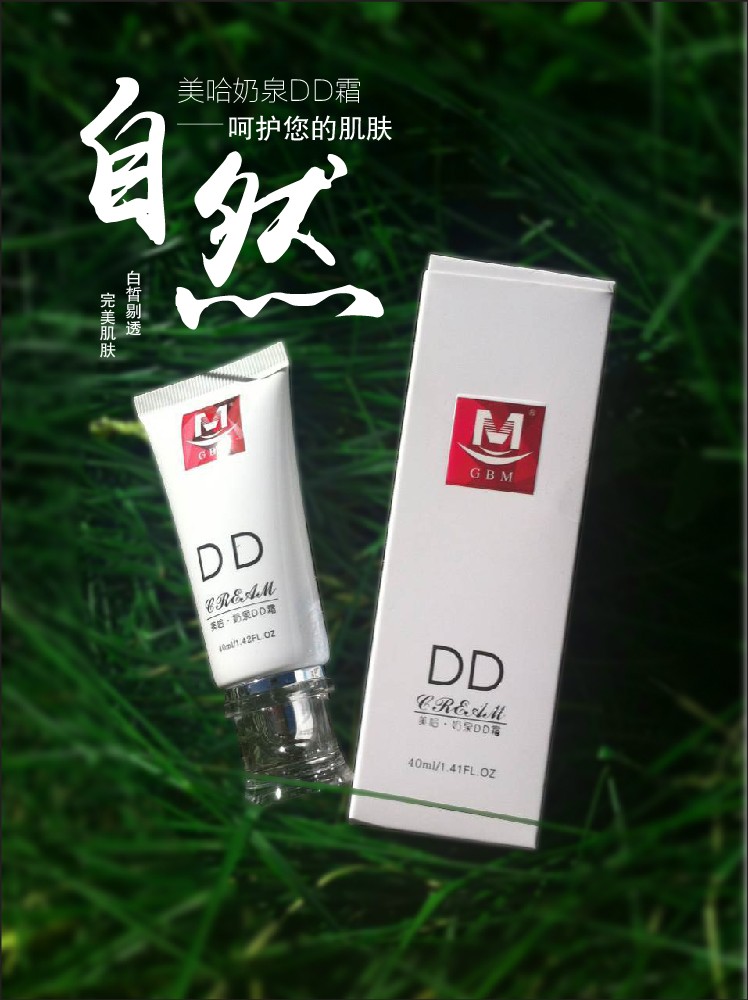 美哈奶泉DD霜
——呵护您的肌肤
自然
白皙剔透
完美肌肤
M
GBM
DD
CREAM
美哈·奶泉DD霜
40ml/1.42FL.OZ
M®
GBM
DD
CREAM
美哈·奶泉DD霜
40ml/1.41FL.OZ